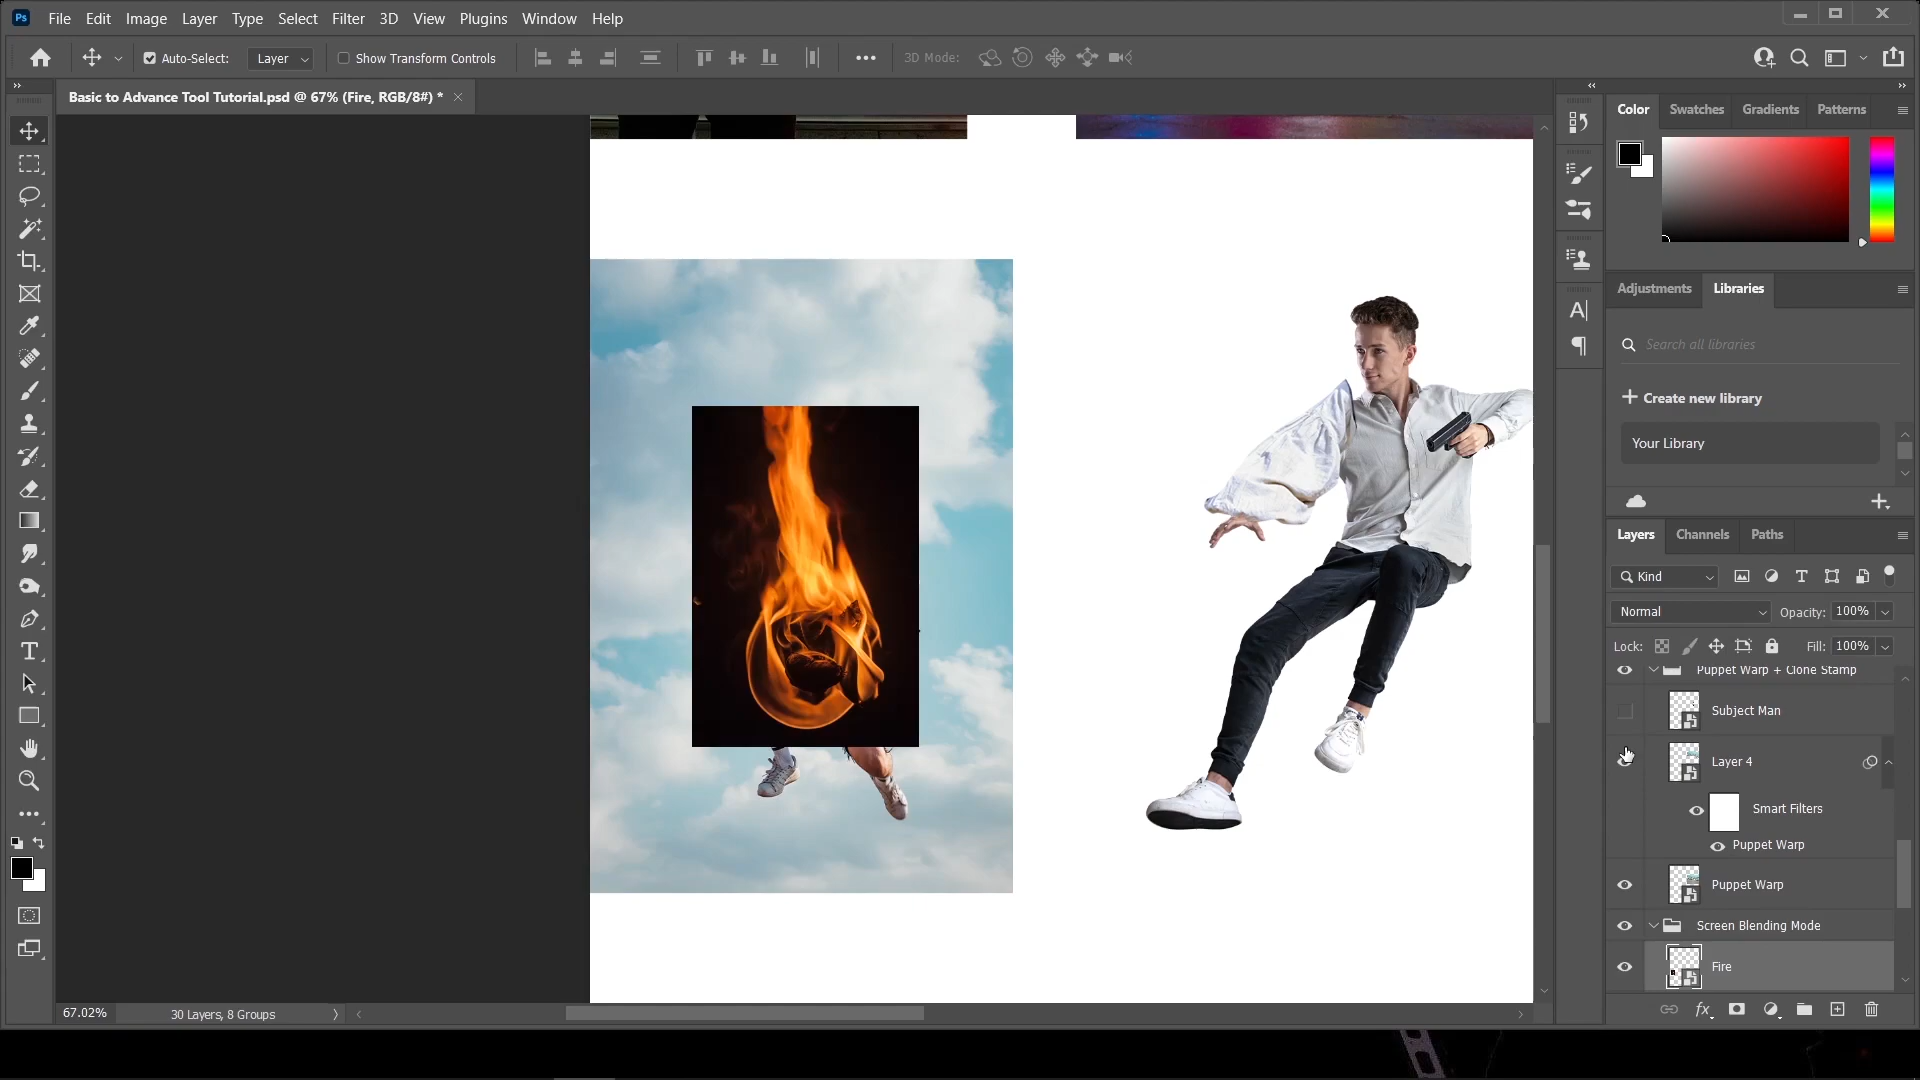 Ps File Edit Image Layer Type Select Filter 3D View Plugins Window Help
Auto-Select: Layer Show Transform Controls 3D Mode:
Basic to Advance Tool Tutorial.psd @ 67% (Fire, RGB/8#) *
Color Swatches Gradients Patterns
Adjustments Libraries
Search all libraries
Create new library
Your Library
Layers Channels Paths
Kind
Normal Opacity: 100%
Lock: Fill: 100%
Puppet Warp + Clone Stamp
Subject Man
Layer 4
Smart Filters
Puppet Warp
Puppet Warp
Screen Blending Mode
Fire
fx
67.02% 30 Layers, 8 Groups